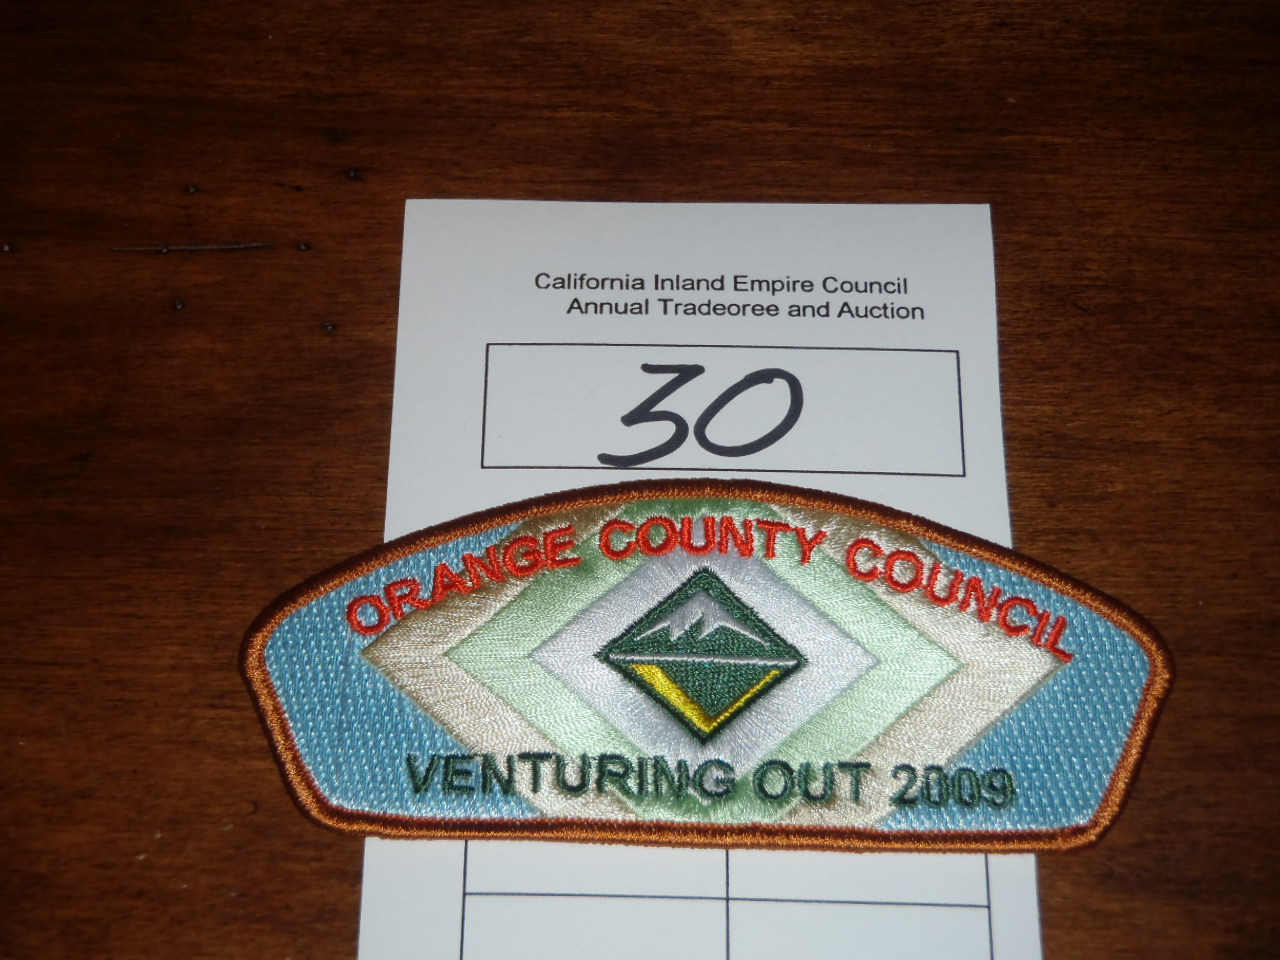 California Inland Empire Council
Annual Tradeoree and Auction
30
ORANGE COUNTY COUNCIL
VENTURING OUT 2009